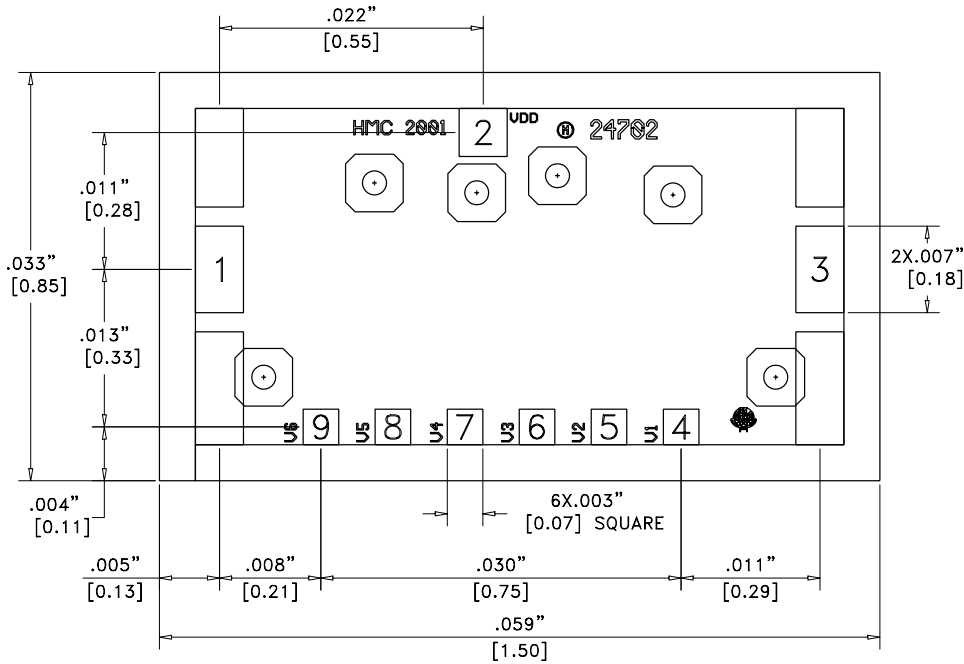 .022”
[0.55]
HMC 2001
2
VDD
H
24702
.011”
[0.28]
.033”
[0.85]
1
3
2X.007”
[0.18]
.013”
[0.33]
V6
9
V5
8
V4
7
V3
6
V2
5
V1
4
.004”
[0.11]
6X.003”
[0.07] SQUARE
.005”
[0.13]
.008”
[0.21]
.030”
[0.75]
.011”
[0.29]
.059”
[1.50]